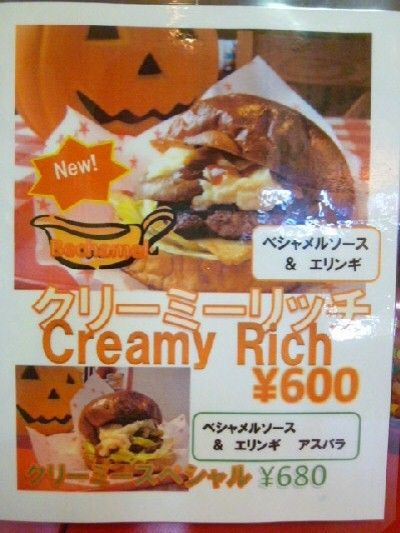 New!
Bechamel
ベシャメルソース
& エリンギ
クリーミーリッチ
Creamy Rich
¥600
ベシャメルソース
& エリンギ アスパラ
クリーミースペシャル ¥680